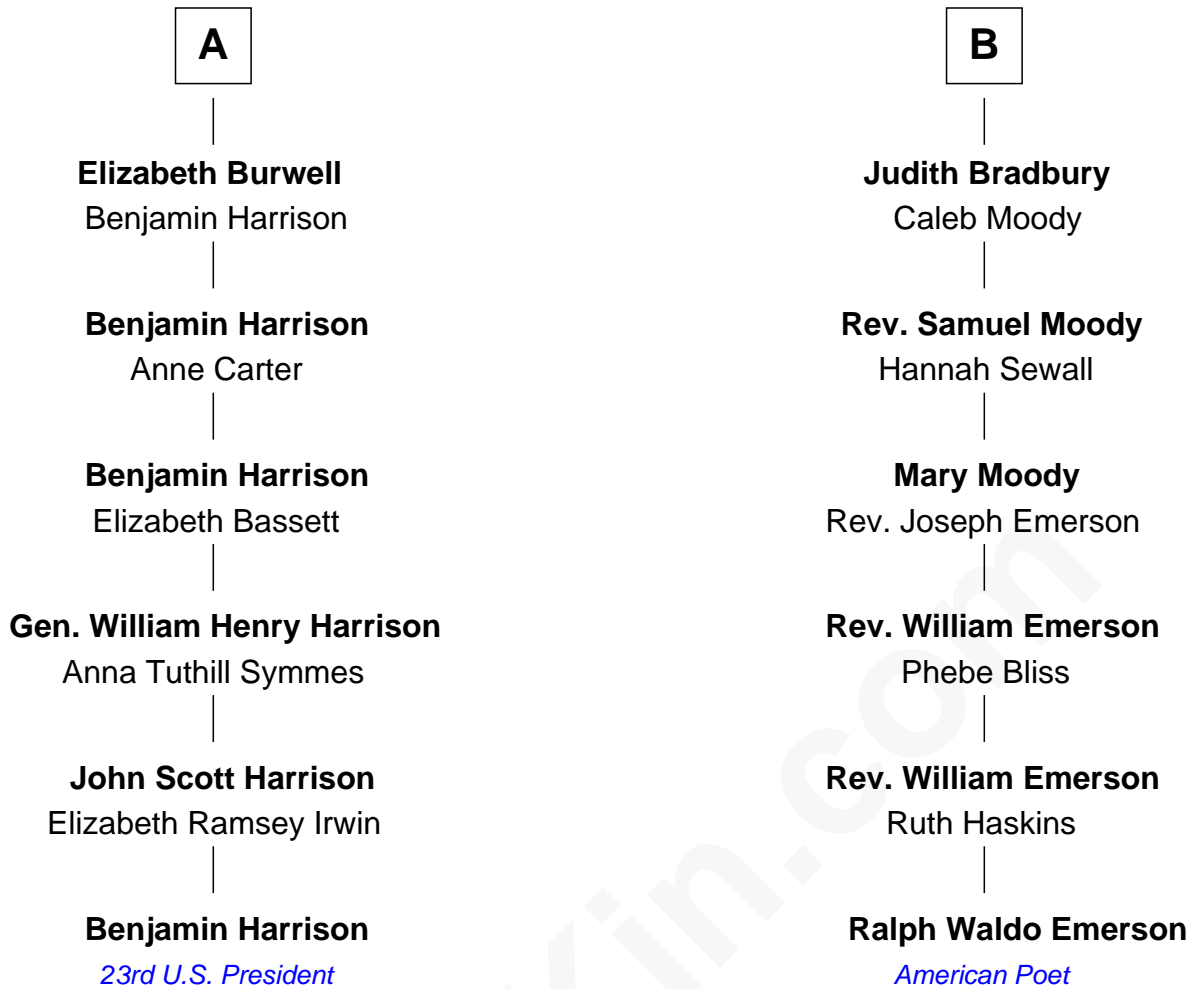 A
Elizabeth Burwell
Benjamin Harrison
Benjamin Harrison
Anne Carter
Benjamin Harrison
Elizabeth Bassett
Gen. William Henry Harrison
Anna Tuthill Symmes
John Scott Harrison
Elizabeth Ramsey Irwin
Benjamin Harrison
23rd U.S. President
B
Judith Bradbury
Caleb Moody
Rev. Samuel Moody
Hannah Sewall
Mary Moody
Rev. Joseph Emerson
Rev. William Emerson
Phebe Bliss
Rev. William Emerson
Ruth Haskins
Ralph Waldo Emerson
American Poet
Kin.com